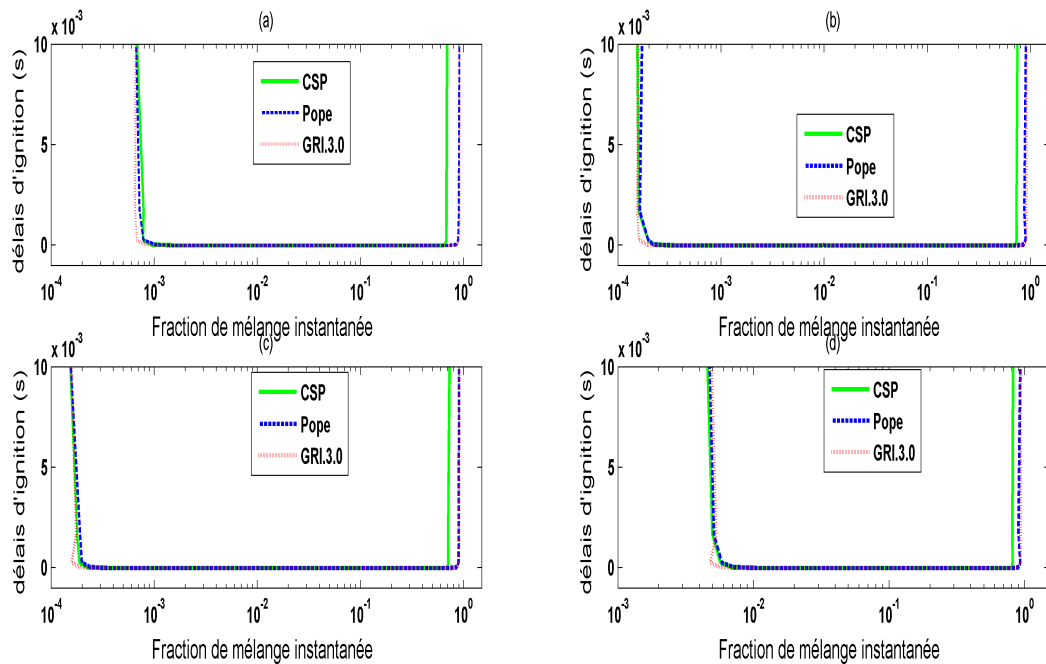 (a)
x 10^-3
10
5
0
délais d'ignition (s)
CSP
Pope
GRI.3.0
10^-4 10^-3 10^-2 10^-1 10^0
Fraction de mélange instantanée
(b)
x 10^-3
10
5
0
délais d'ignition (s)
CSP
Pope
GRI.3.0
10^-4 10^-3 10^-2 10^-1 10^0
Fraction de mélange instantanée
(c)
x 10^-3
10
5
0
délais d'ignition (s)
CSP
Pope
GRI.3.0
10^-4 10^-3 10^-2 10^-1 10^0
Fraction de mélange instantanée
(d)
x 10^-3
10
5
0
délais d'ignition (s)
CSP
Pope
GRI.3.0
10^-3 10^-2 10^-1 10^0
Fraction de mélange instantanée